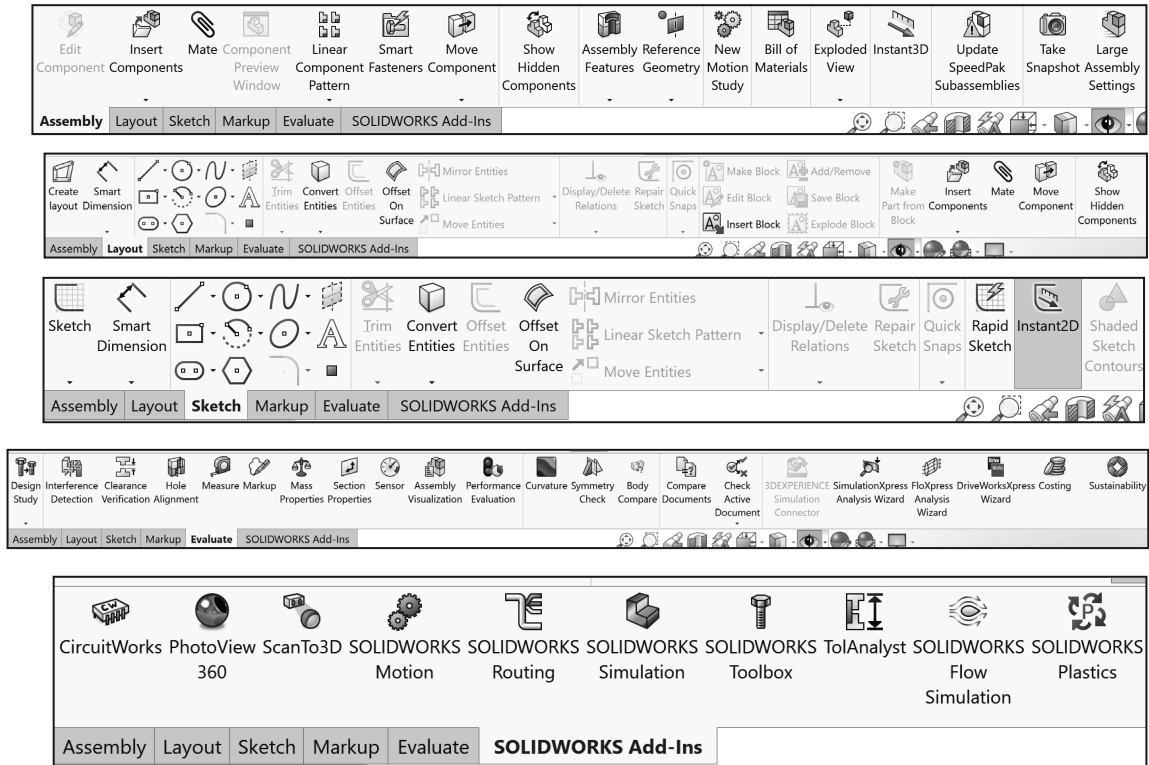 Edit Component
Insert Components
Mate
Component Preview Window
Linear Component Pattern
Smart Fasteners
Move Component
Show Hidden Components
Assembly Features
Reference Geometry
New Motion Study
Bill of Materials
Exploded View
Instant3D
Update SpeedPak Subassemblies
Take Snapshot
Large Assembly Settings
Assembly Layout Sketch Markup Evaluate SOLIDWORKS Add-Ins
Create layout
Smart Dimension
Trim Entities
Convert Entities
Offset Entities
Offset On Surface
Mirror Entities
Linear Sketch Pattern
Move Entities
Display/Delete Relations
Repair Sketch
Quick Snaps
Make Block
Edit Block
Insert Block
Add/Remove
Save Block
Explode Block
Make Part from Block
Insert Components
Mate
Move Component
Show Hidden Components
Assembly Layout Sketch Markup Evaluate SOLIDWORKS Add-Ins
Sketch
Smart Dimension
Trim Entities
Convert Entities
Offset Entities
Offset On Surface
Mirror Entities
Linear Sketch Pattern
Move Entities
Display/Delete Relations
Repair Sketch
Quick Snaps
Rapid Sketch
Instant2D
Shaded Sketch Contours
Assembly Layout Sketch Markup Evaluate SOLIDWORKS Add-Ins
Design Study
Interference Detection
Clearance Verification
Hole Alignment
Measure
Markup
Mass Properties
Section Properties
Sensor
Assembly Visualization
Performance Evaluation
Curvature
Symmetry Check
Body Compare
Compare Documents
Check Active Document
3DEXPERIENCE Simulation Connector
SimulationXpress Analysis Wizard
FloXpress Analysis Wizard
DriveWorksXpress Wizard
Costing
Sustainability
Assembly Layout Sketch Markup Evaluate SOLIDWORKS Add-Ins
CW
CircuitWorks
PhotoView 360
ScanTo3D
SOLIDWORKS Motion
SOLIDWORKS Routing
SOLIDWORKS Simulation
SOLIDWORKS Toolbox
TolAnalyst
SOLIDWORKS Flow Simulation
SOLIDWORKS Plastics
Assembly Layout Sketch Markup Evaluate SOLIDWORKS Add-Ins